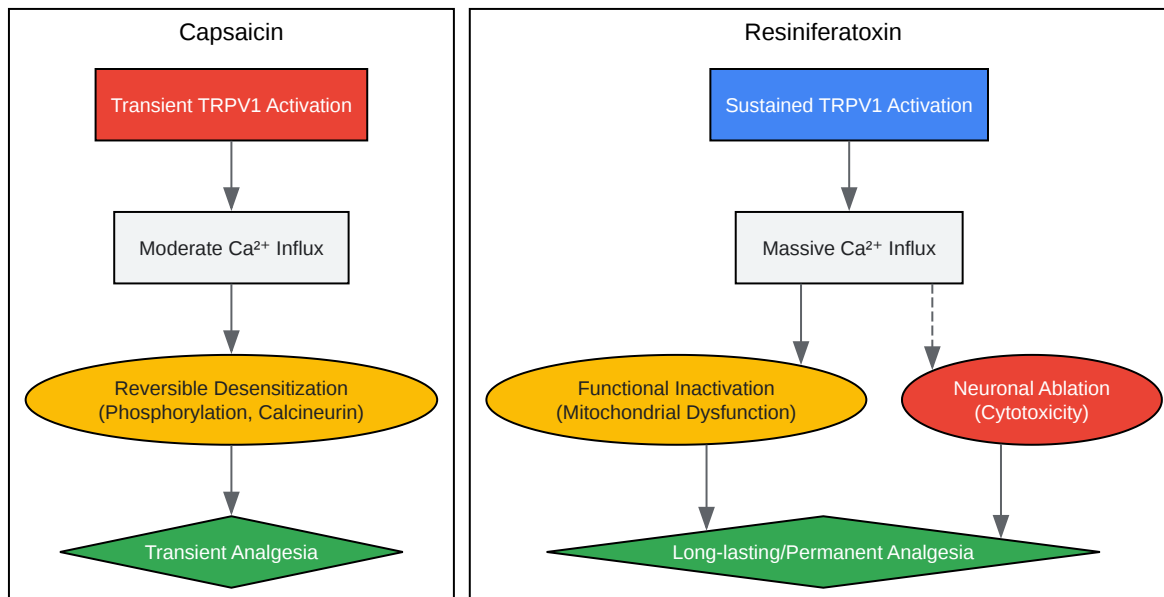 Capsaicin
Transient TRPV1 Activation
Moderate Ca²⁺ Influx
Reversible Desensitization
(Phosphorylation, Calcineurin)
Transient Analgesia
Resiniferatoxin
Sustained TRPV1 Activation
Massive Ca²⁺ Influx
Functional Inactivation
(Mitochondrial Dysfunction)
Neuronal Ablation
(Cytotoxicity)
Long-lasting/Permanent Analgesia